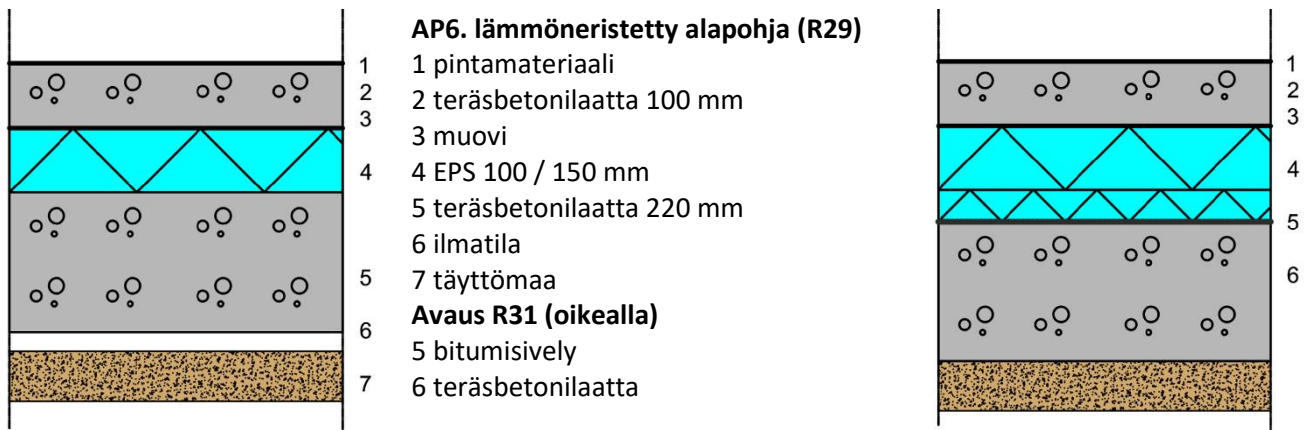 1
2
3
4
5
6
7
AP6. lämmöneristetty alapohja (R29)
1 pintamateriaali
2 teräsbetonilaatta 100 mm
3 muovi
4 EPS 100 / 150 mm
5 teräsbetonilaatta 220 mm
6 ilmatila
7 täyttömaa
Avaus R31 (oikealla)
5 bitumisively
6 teräsbetonilaatta
1
2
3
4
5
6